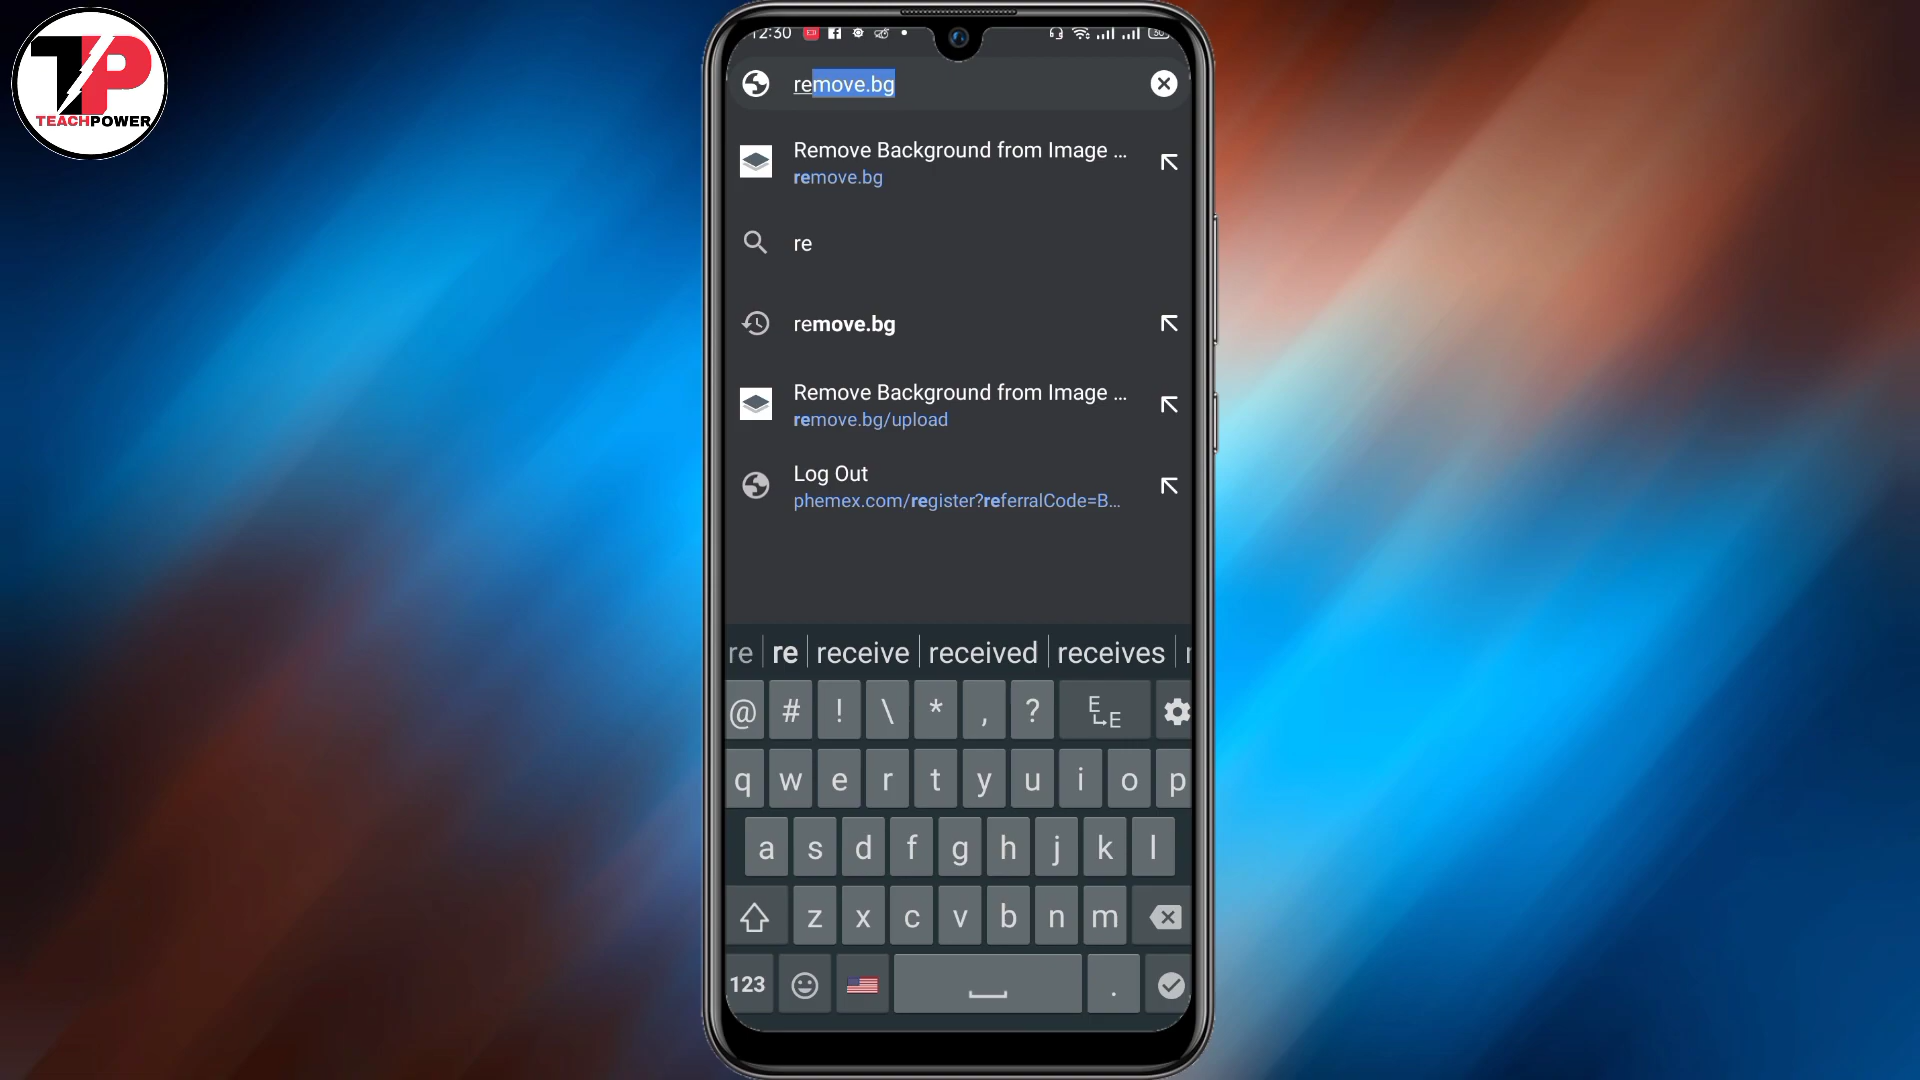 TP
TEACHPOWER
12:30
remove.bg
Remove Background from Image ...
remove.bg
re
remove.bg
Remove Background from Image ...
remove.bg/upload
Log Out
phemex.com/register?referralCode=B...
re re receive received receives
@ # ! \ * , ? E E
q w e r t y u i o p
a s d f g h j k l
z x c v b n m
123 .